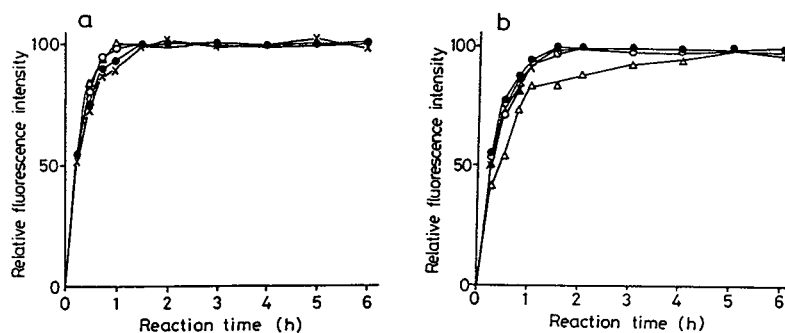 a
Relative fluorescence intensity
100
50
0
0 1 2 3 4 5 6
Reaction time (h)
b
Relative fluorescence intensity
100
50
0
0 1 2 3 4 5 6
Reaction time (h)